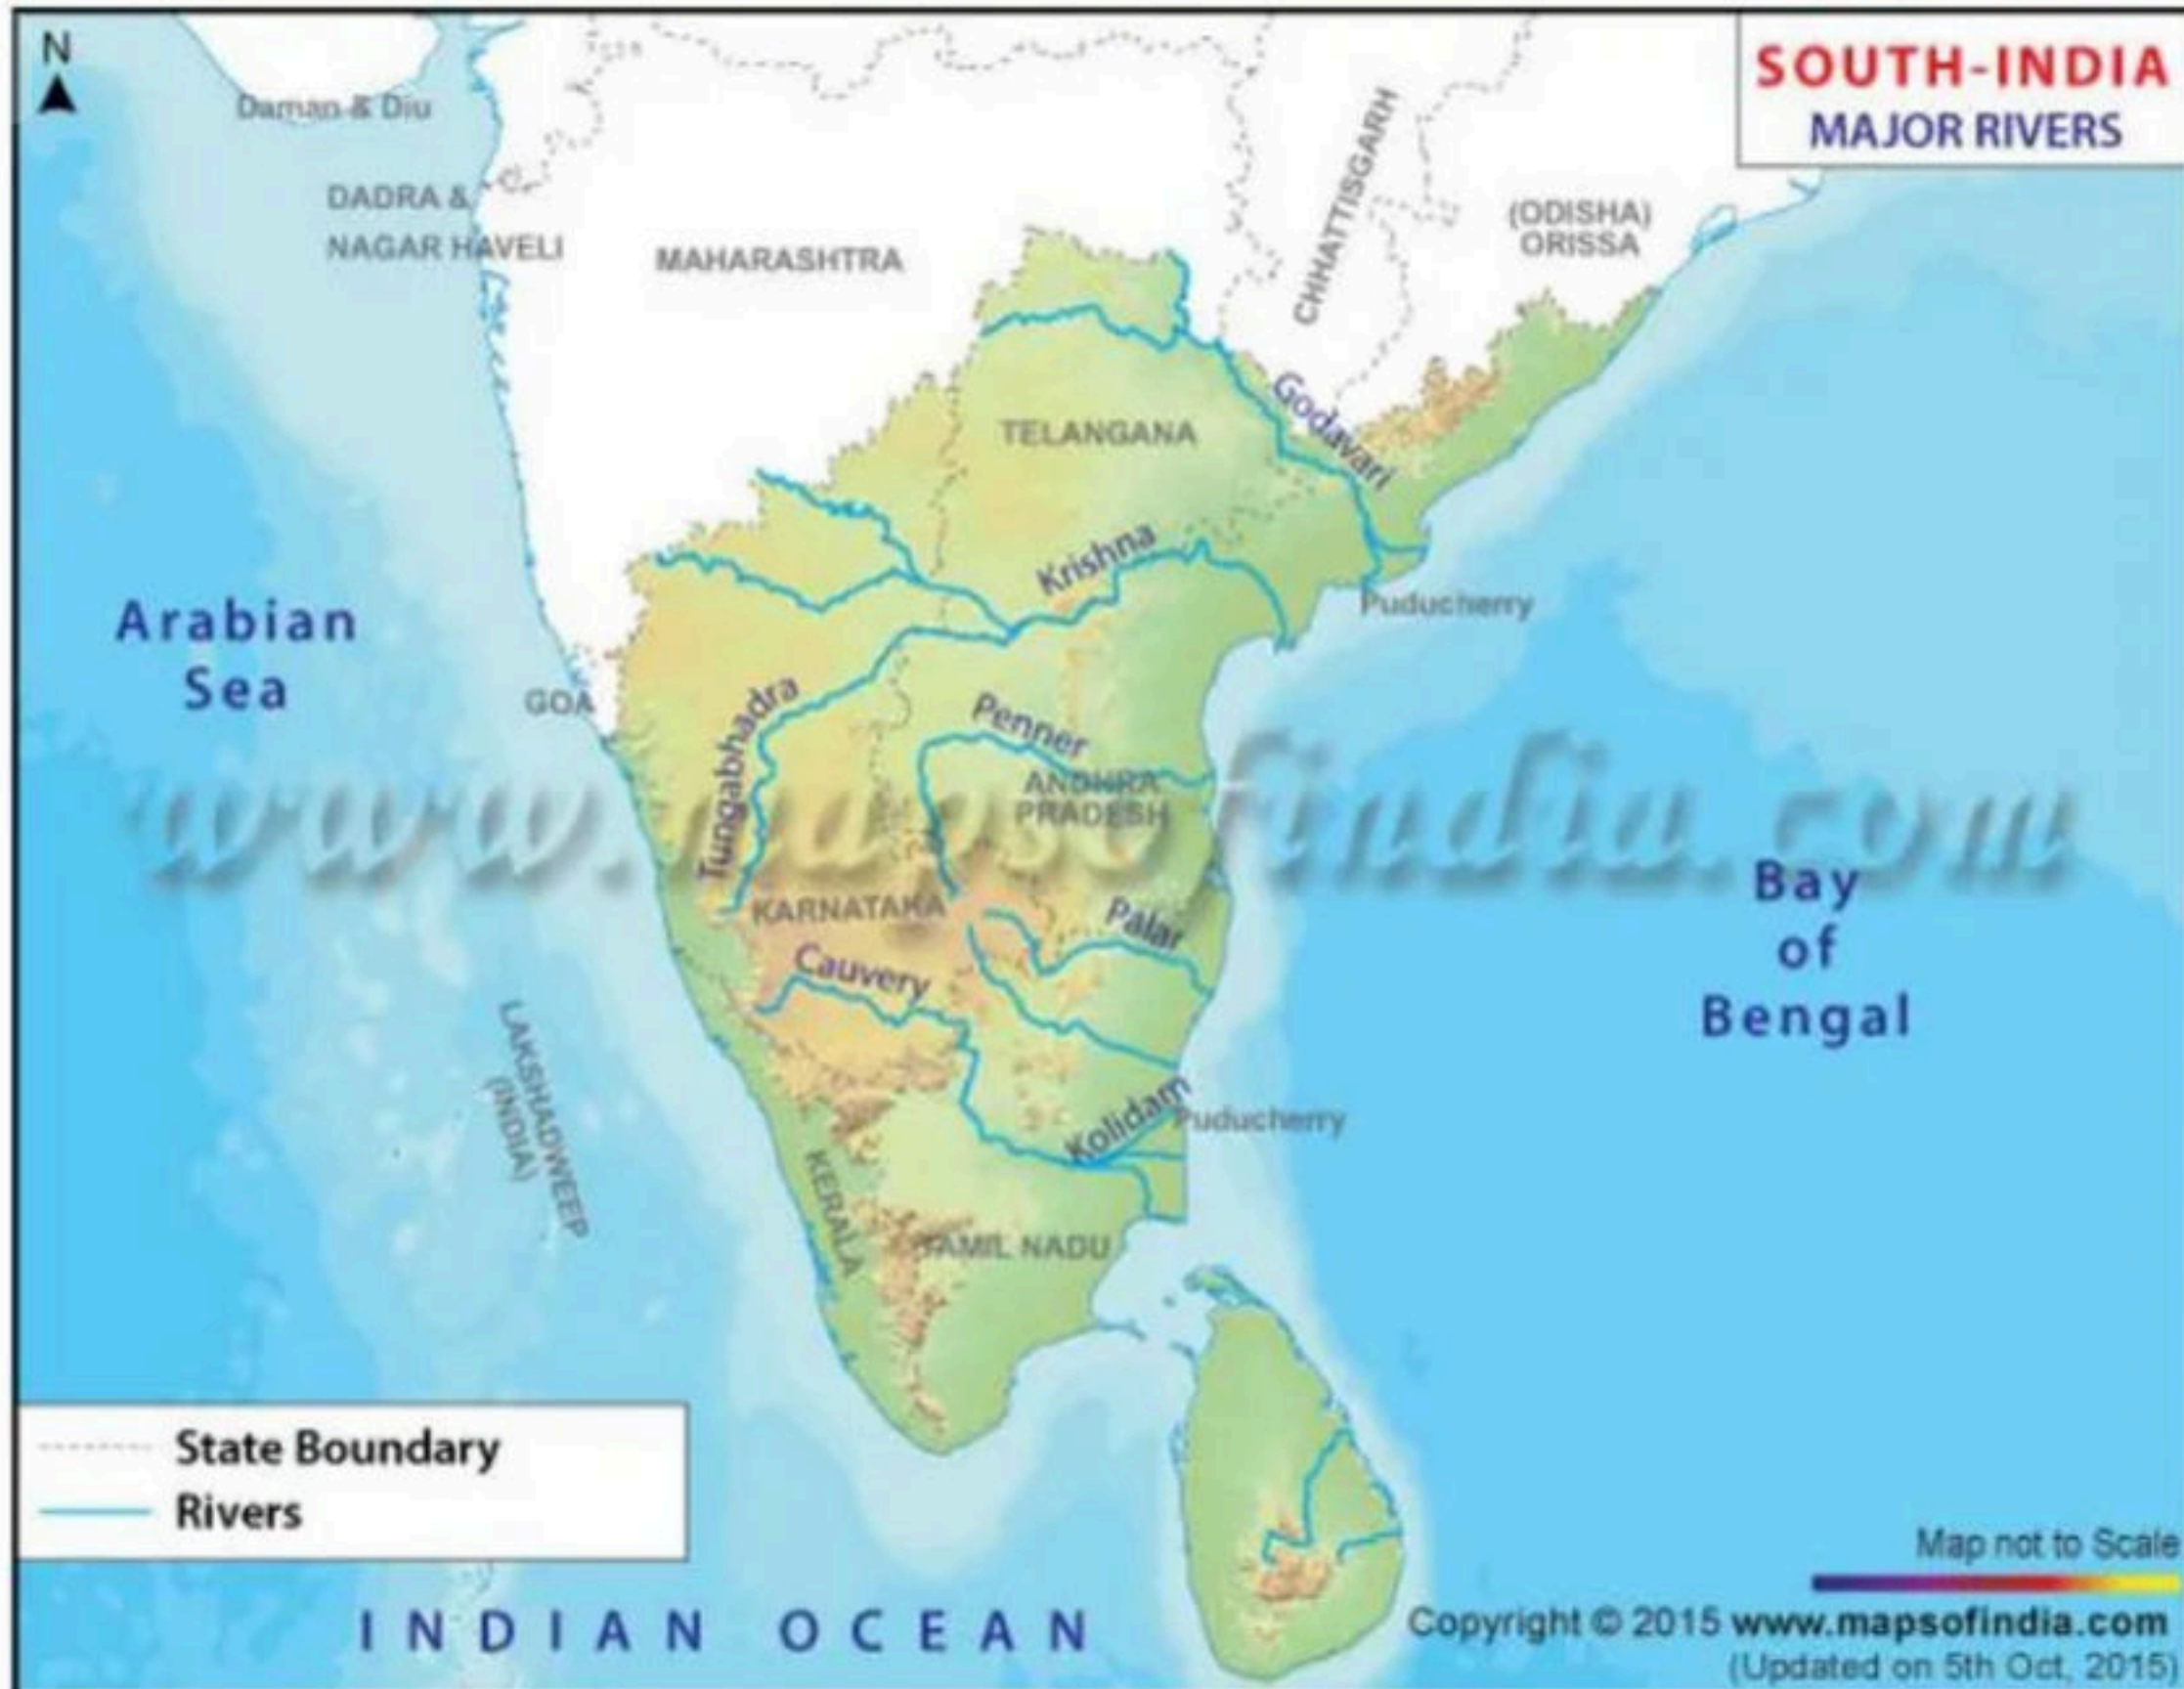 N
SOUTH-INDIA
MAJOR RIVERS
Daman & Diu
DADRA &
NAGAR HAVELI
MAHARASHTRA
CHHATTISGARH
(ODISHA)
ORISSA
TELANGANA
Godavari
Krishna
Puducherry
Arabian
Sea
GOA
Tungabhadra
Penner
ANDHRA
PRADESH
www.mapsofindia.com
KARNATAKA
Palar
Cauvery
Bay
of
Bengal
LAKSHADWEEP
(INDIA)
Kolidam
Puducherry
KERALA
TAMIL NADU
State Boundary
Rivers
INDIAN OCEAN
Map not to Scale
Copyright © 2015 www.mapsofindia.com
(Updated on 5th Oct, 2015)